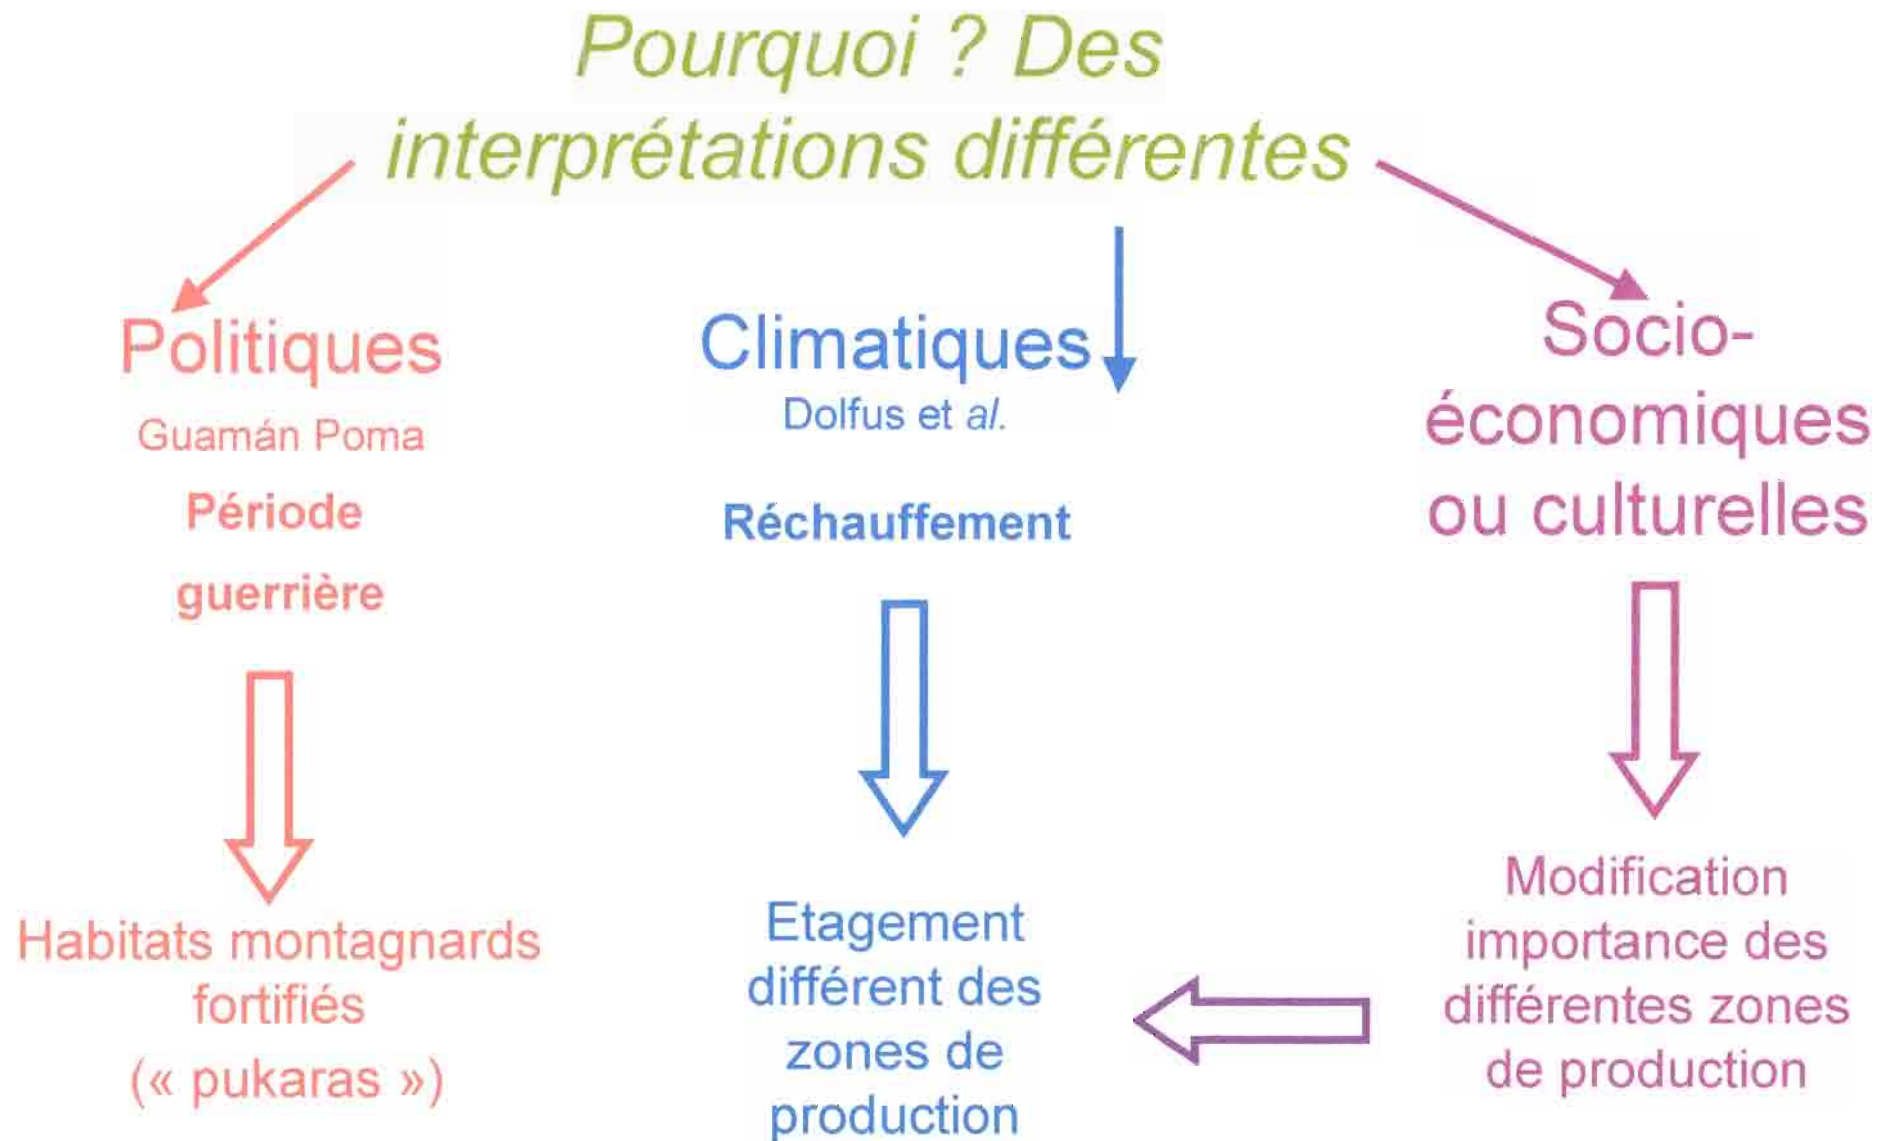 Pourquoi ? Des
interprétations différentes
Politiques
Guamán Poma
Période
guerrière
Habitats montagnards
fortifiés
(« pukaras »)
Climatiques
Dolfus et al.
Réchauffement
Etagement
différent des
zones de
production
Socio-
économiques
ou culturelles
Modification
importance des
différentes zones
de production